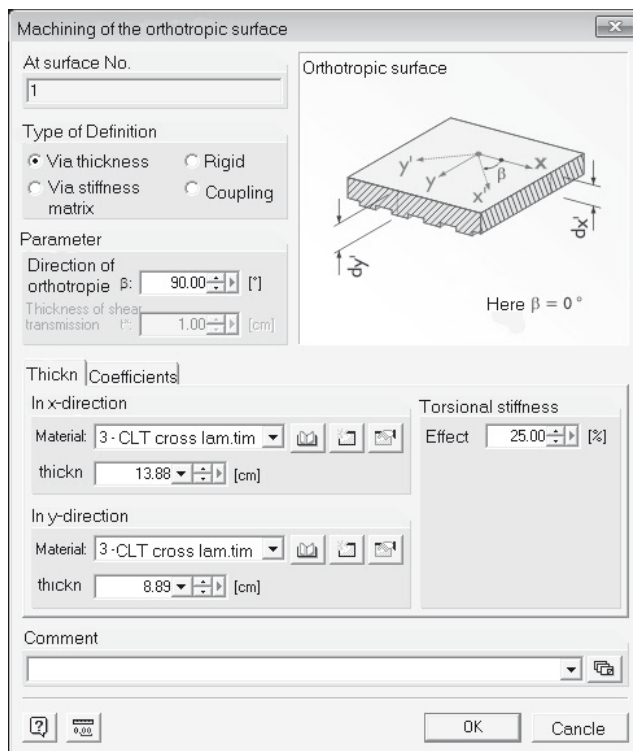 Machining of the orthotropic surface
At surface No.
1
Type of Definition
Via thickness
Rigid
Via stiffness matrix
Coupling
Parameter
Direction of orthotropie β: 90.00 [°]
Thickness of shear transmission t*: 1.00 [cm]
Orthotropic surface
y'
y
x'
x
β
dy'
dx'
Here β = 0 °
Thickn
Coefficients
In x-direction
Material: 3 - CLT cross lam.tim
thickn 13.88 [cm]
In y-direction
Material: 3 -CLT cross lam.tim
thickn 8.89 [cm]
Torsional stiffness
Effect 25.00 [%]
Comment
0,00
OK
Cancle